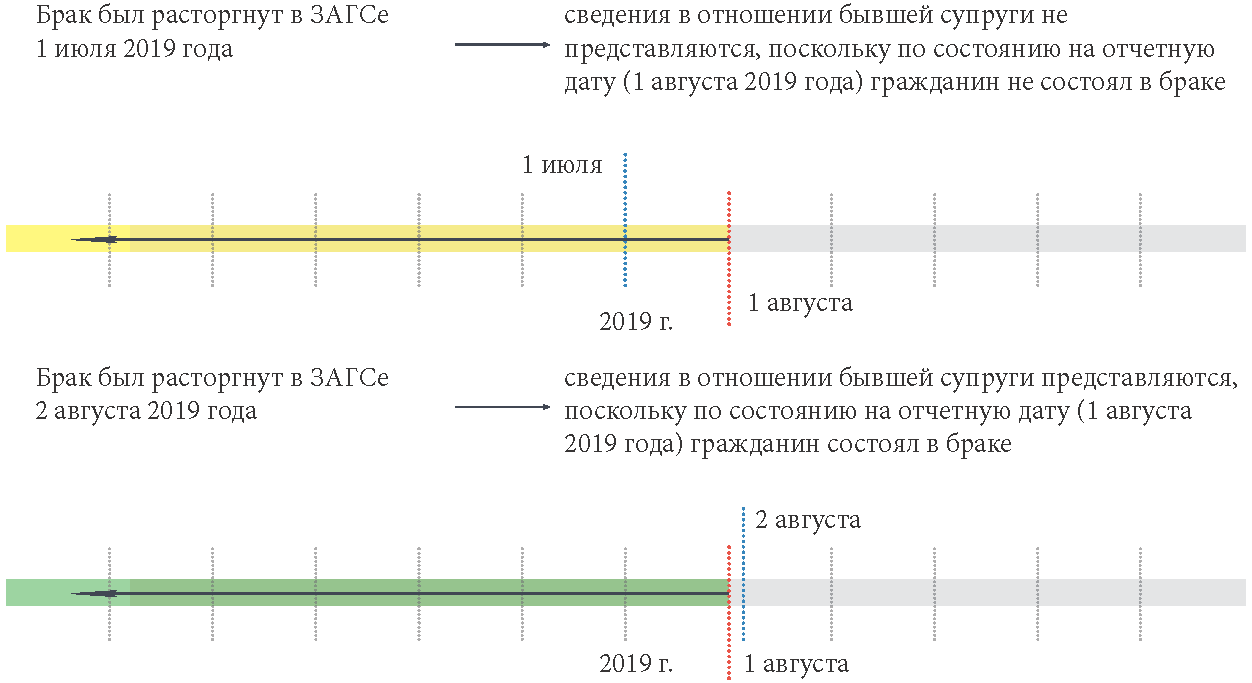 Брак был расторгнут в ЗАГСе
1 июля 2019 года
сведения в отношении бывшей супруги не
представляются, поскольку по состоянию на отчетную
дату (1 августа 2019 года) гражданин не состоял в браке
1 июля
1 августа
2019 г.
Брак был расторгнут в ЗАГСе
2 августа 2019 года
сведения в отношении бывшей супруги представляются,
поскольку по состоянию на отчетную дату (1 августа
2019 года) гражданин состоял в браке
2 августа
2019 г.
1 августа